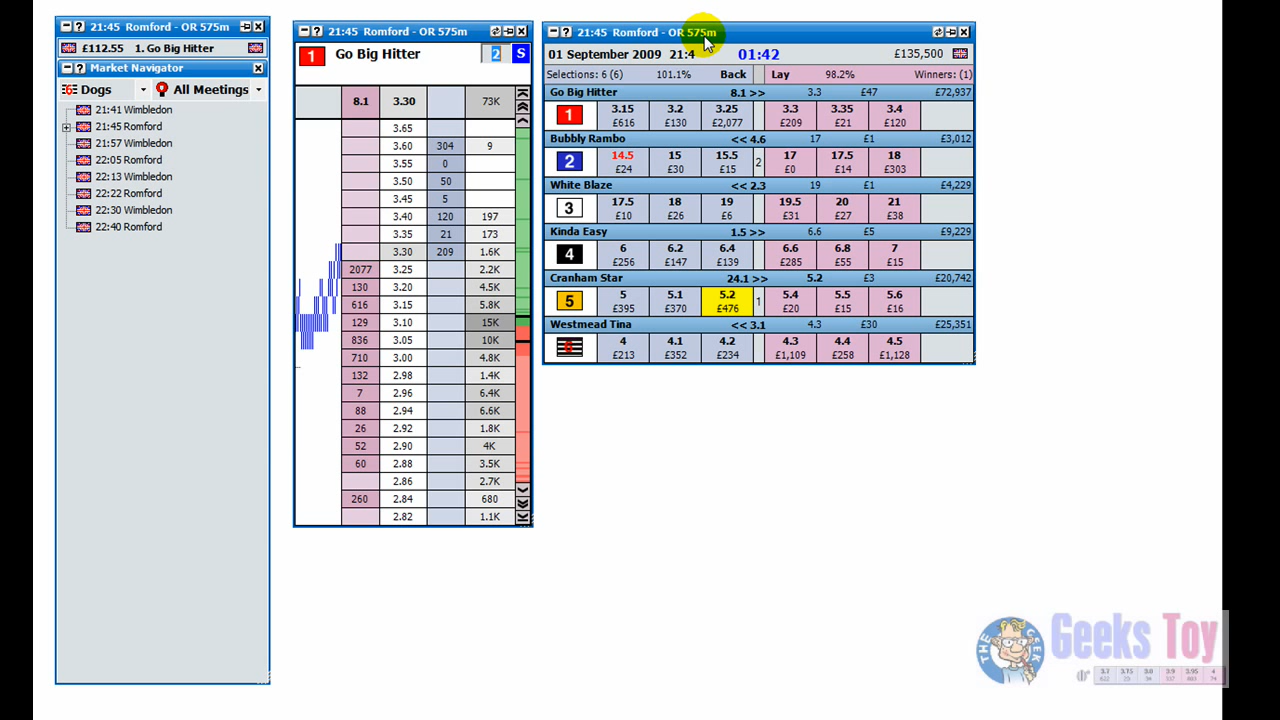 21:45 Romford - OR 575m
£112.55 1. Go Big Hitter
Market Navigator
Dogs All Meetings
21:41 Wimbledon
21:45 Romford
21:57 Wimbledon
22:05 Romford
22:13 Wimbledon
22:22 Romford
22:30 Wimbledon
22:40 Romford
21:45 Romford - OR 575m
1 Go Big Hitter 2 S
8.1 3.30 73K
3.65
3.60 304 9
3.55 0
3.50 50
3.45 5
3.40 120 197
3.35 21 173
3.30 209 1.6K
2077 3.25 2.2K
130 3.20 4.5K
616 3.15 5.8K
129 3.10 15K
836 3.05 10K
710 3.00 4.8K
132 2.98 1.4K
7 2.96 6.4K
88 2.94 6.6K
26 2.92 1.8K
52 2.90 4K
60 2.88 3.5K
2.86 2.7K
260 2.84 680
2.82 1.1K
21:45 Romford - OR 575m
01 September 2009 21:4 01:42 £135,500
Selections: 6 (6) 101.1% Back Lay 98.2% Winners: (1)
Go Big Hitter 8.1 >> 3.3 £47 £72,937
1 3.15 3.2 3.25 3.3 3.35 3.4
£616 £130 £2,077 £209 £21 £120
Bubbly Rambo << 4.6 17 £1 £3,012
2 14.5 15 15.5 2 17 17.5 18
£24 £30 £15 £0 £14 £303
White Blaze << 2.3 19 £1 £4,229
3 17.5 18 19 19.5 20 21
£10 £26 £6 £31 £27 £38
Kinda Easy 1.5 >> 6.6 £5 £9,229
4 6 6.2 6.4 6.6 6.8 7
£256 £147 £139 £285 £55 £15
Cranham Star 24.1 >> 5.2 £3 £20,742
5 5 5.1 5.2 1 5.4 5.5 5.6
£395 £370 £476 £20 £15 £16
Westmead Tina << 3.1 4.3 £30 £25,351
6 4 4.1 4.2 4.3 4.4 4.5
£213 £352 £234 £1,109 £258 £1,128
THE GEEK
Geeks Toy
3.7 3.75 3.8 3.9 3.95 4